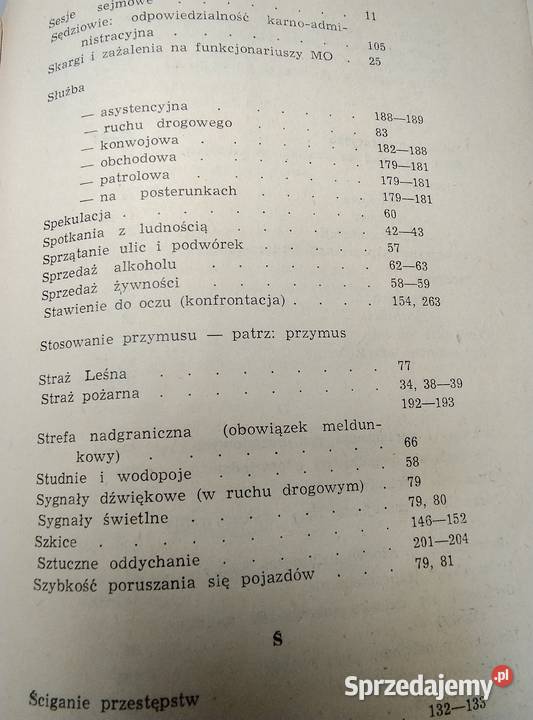 Sesje sejmowe . . . . . . . . 11
Sędziowie: odpowiedzialność karno-admi-
nistracyjna . . . . . . . . 105
Skargi i zażalenia na funkcjonariuszy MO . 25
Służba
— asystencyjna . . . . . . 188—189
— ruchu drogowego . . . . . 83
— konwojowa . . . . . . . 182—188
— obchodowa . . . . . . . 179—181
— patrolowa . . . . . . . 179—181
— na posterunkach . . . . . 179—181
Spekulacja . . . . . . . . . 60
Spotkania z ludnością . . . . . . 42—43
Sprzątanie ulic i podwórek . . . . . 57
Sprzedaż alkoholu . . . . . . . 62—63
Sprzedaż żywności . . . . . . . 58—59
Stawienie do oczu (konfrontacja) . . . . 154, 263
Stosowanie przymusu — patrz: przymus
Straż Leśna . . . . . . . . . 77
Straż pożarna . . . . . . . . 34, 38—39
192—193
Strefa nadgraniczna (obowiązek meldun-
kowy) . . . . . . . . . 66
Studnie i wodopoje . . . . . . . 58
Sygnały dźwiękowe (w ruchu drogowym) . 79
Sygnały świetlne . . . . . . . 79, 80
Szkice . . . . . . . . . . 146—152
Sztuczne oddychanie . . . . . . 201—204
Szybkość poruszania się pojazdów . . . 79, 81
Ś
Ściganie przestępstw 132—133
Sprzedajemy.pl